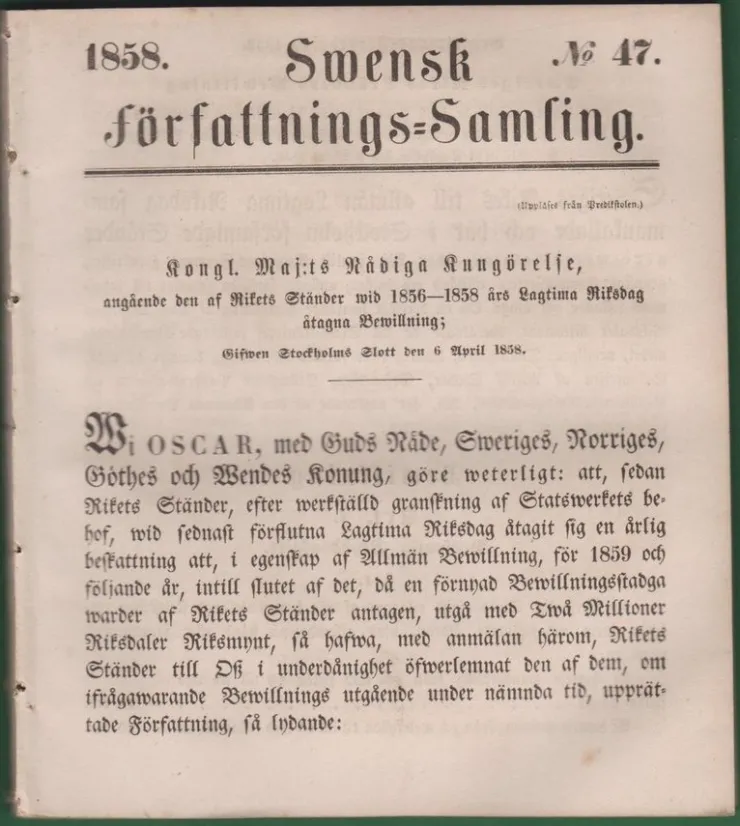 1858.
Swensk
№ 47.
Författnings=Samling.
(Uppläses från Predikstolen.)
Kongl. Maj:ts Nådiga Kungörelse,
angående den af Rikets Ständer wid 1856—1858 års Lagtima Riksdag
åtagna Bewillning;
Gifwen Stockholms Slott den 6 April 1858.
Wi OSCAR, med Guds Nåde, Sweriges, Norriges,
Göthes och Wendes Konung, göre weterligt: att, sedan
Rikets Ständer, efter werkställd granskning af Statswerkets be-
hof, wid sednast förflutna Lagtima Riksdag åtagit sig en årlig
beskattning att, i egenskap af Allmän Bewillning, för 1859 och
följande år, intill slutet af det, då en förnyad Bewillningsstadga
warder af Rikets Ständer antagen, utgå med Twå Millioner
Riksdaler Riksmynt, så hafwa, med anmälan härom, Rikets
Ständer till Oß i underdånighet öfwerlemnat den af dem, om
ifrågawarande Bewillnings utgående under nämnda tid, upprät-
tade Författning, så lydande: